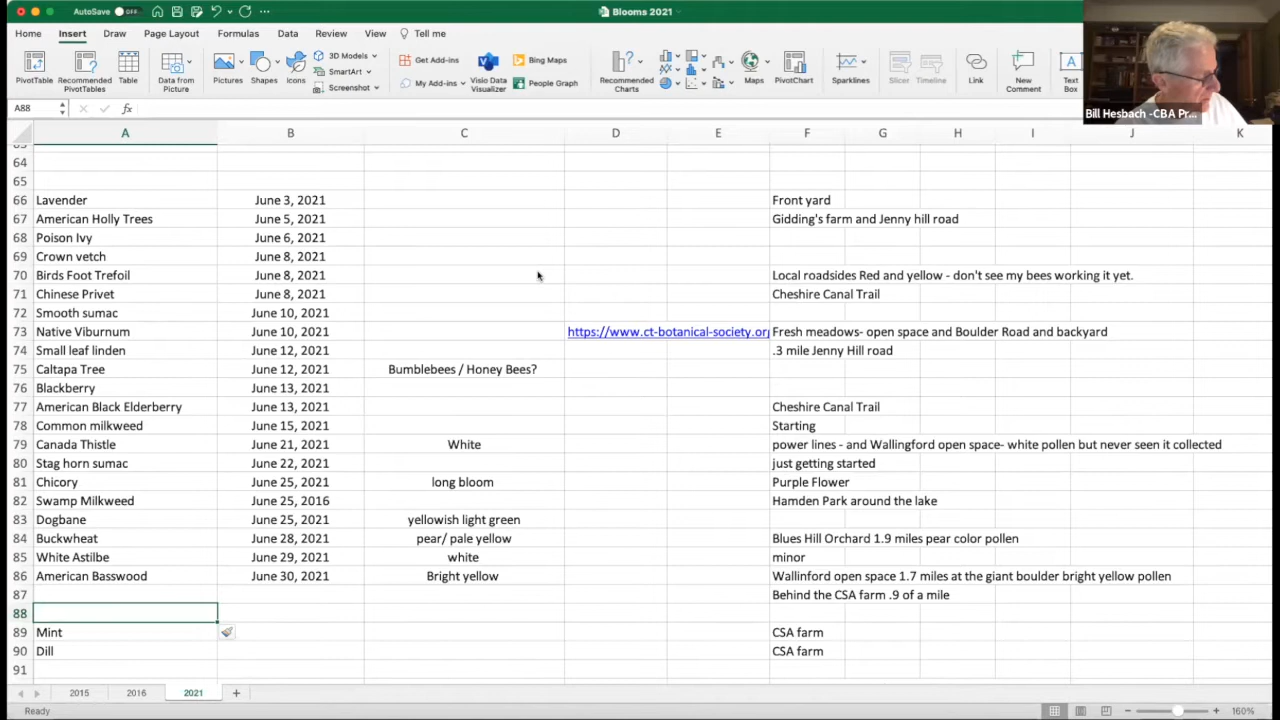 AutoSave OFF Blooms 2021
Home Insert Draw Page Layout Formulas Data Review View Tell me
PivotTable Recommended PivotTables Table Data from Picture Pictures Shapes Icons 3D Models SmartArt Screenshot Get Add-ins My Add-ins Visio Data Visualizer Bing Maps People Graph Recommended Charts Maps PivotChart Sparklines Slicer Timeline Link New Comment Text Box
Bill Hesbach -CBA Pr...
A88 fx
A B C D E F G H I J K
64
65
66 Lavender June 3, 2021 Front yard
67 American Holly Trees June 5, 2021 Gidding's farm and Jenny hill road
68 Poison Ivy June 6, 2021
69 Crown vetch June 8, 2021
70 Birds Foot Trefoil June 8, 2021 Local roadsides Red and yellow - don't see my bees working it yet.
71 Chinese Privet June 8, 2021 Cheshire Canal Trail
72 Smooth sumac June 10, 2021
73 Native Viburnum June 10, 2021 https://www.ct-botanical-society.org Fresh meadows- open space and Boulder Road and backyard
74 Small leaf linden June 12, 2021 .3 mile Jenny Hill road
75 Caltapa Tree June 12, 2021 Bumblebees / Honey Bees?
76 Blackberry June 13, 2021
77 American Black Elderberry June 13, 2021 Cheshire Canal Trail
78 Common milkweed June 15, 2021 Starting
79 Canada Thistle June 21, 2021 White power lines - and Wallingford open space- white pollen but never seen it collected
80 Stag horn sumac June 22, 2021 just getting started
81 Chicory June 25, 2021 long bloom Purple Flower
82 Swamp Milkweed June 25, 2016 Hamden Park around the lake
83 Dogbane June 25, 2021 yellowish light green
84 Buckwheat June 28, 2021 pear/ pale yellow Blues Hill Orchard 1.9 miles pear color pollen
85 White Astilbe June 29, 2021 white minor
86 American Basswood June 30, 2021 Bright yellow Wallinford open space 1.7 miles at the giant boulder bright yellow pollen
87 Behind the CSA farm .9 of a mile
88
89 Mint CSA farm
90 Dill CSA farm
91
2015 2016 2021
Ready 160%